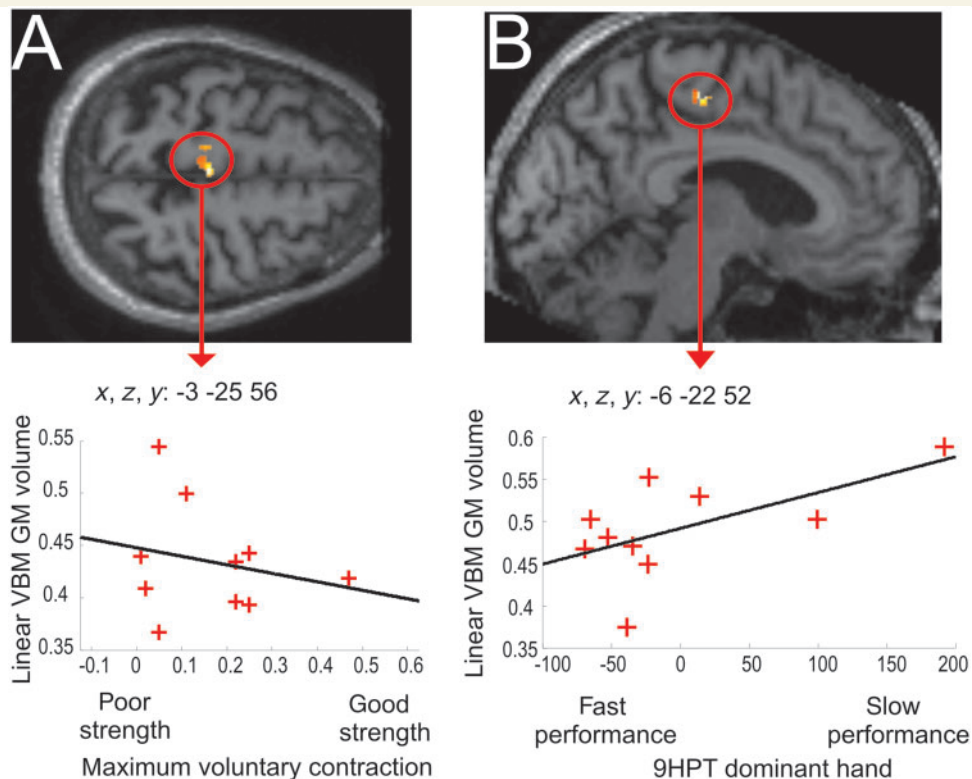 A
B
x, z, y: -3 -25 56
x, z, y: -6 -22 52
Linear VBM GM volume
0.55
0.5
0.45
0.4
0.35
-0.1 0 0.1 0.2 0.3 0.4 0.5 0.6
Poor
strength
Good
strength
Maximum voluntary contraction
Linear VBM GM volume
0.6
0.55
0.5
0.45
0.4
0.35
-100 -50 0 50 100 150 200
Fast
performance
Slow
performance
9HPT dominant hand